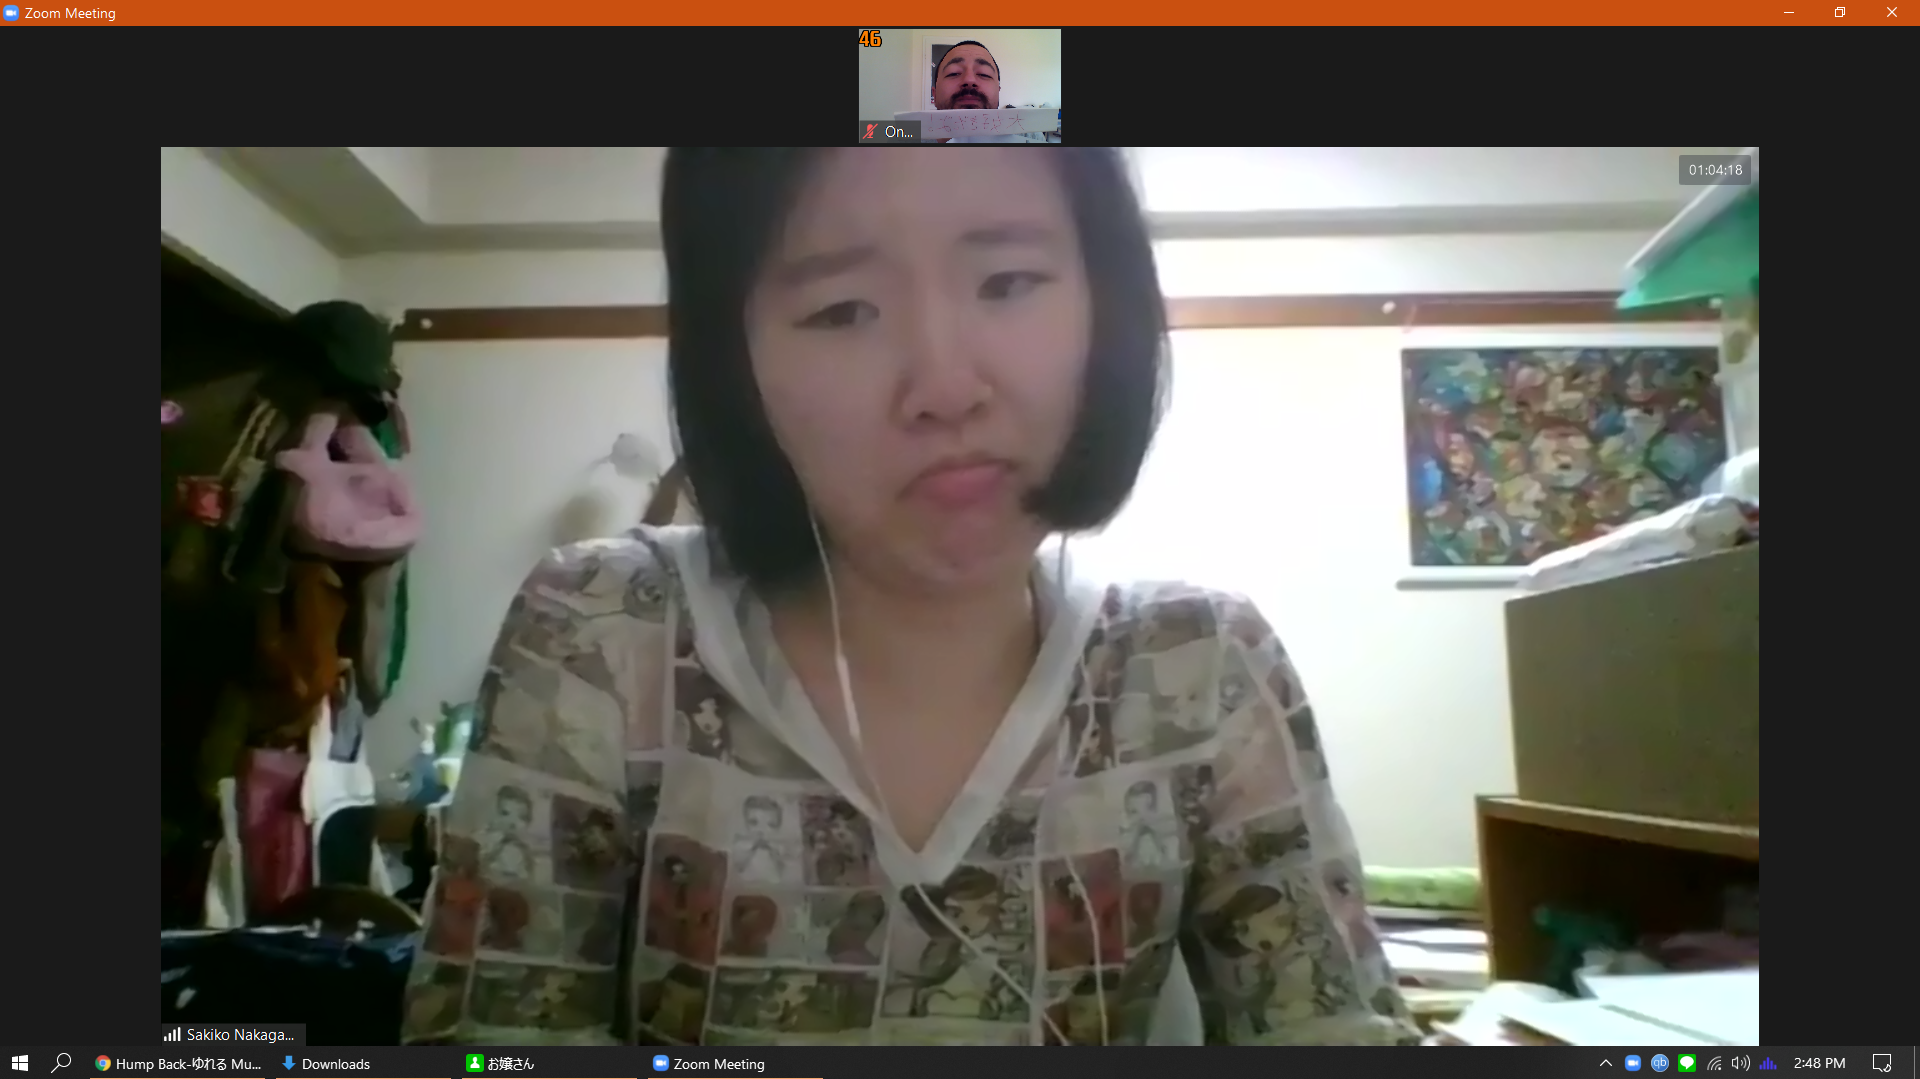 Zoom Meeting
46
On...
01:04:18
Sakiko Nakaga...
Hump Back-ゆれる Mu...
Downloads
お嬢さん
Zoom Meeting
qb
2:48 PM